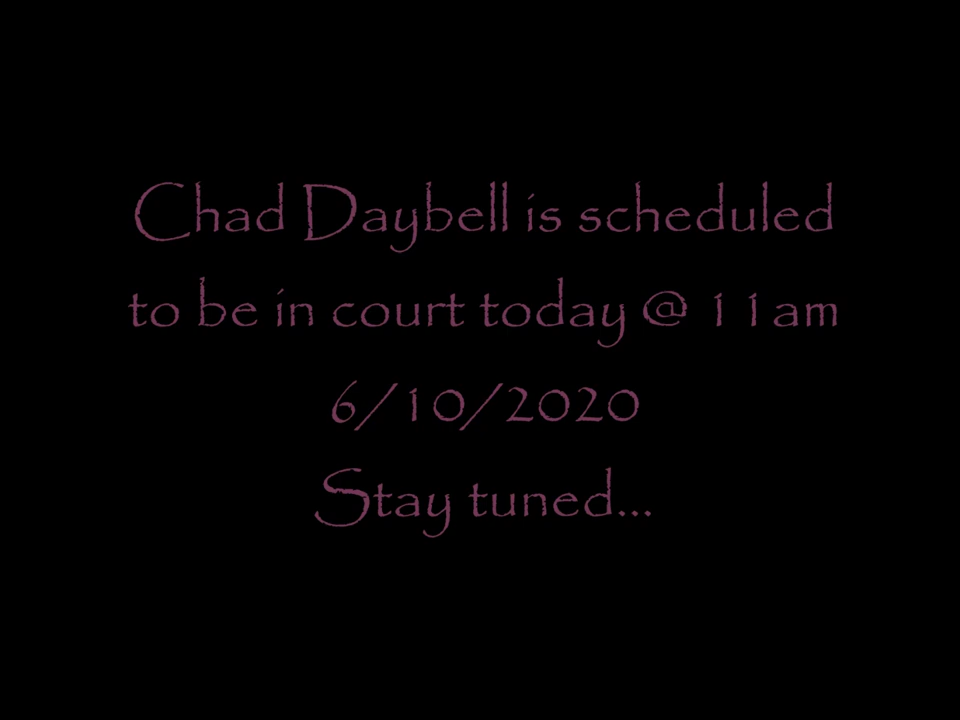 Chad Daybell is scheduled
to be in court today @ 11am
6/10/2020
Stay tuned...